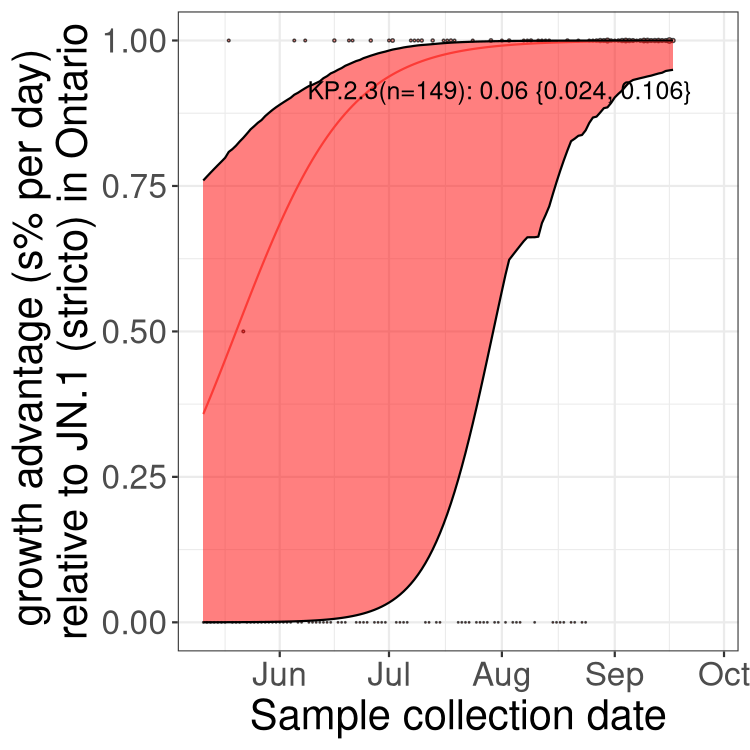 growth advantage (s% per day)
relative to JN.1 (stricto) in Ontario
1.00
0.75
0.50
0.25
0.00
KP.2.3(n=149): 0.06 {0.024, 0.106}
Jun Jul Aug Sep Oct
Sample collection date